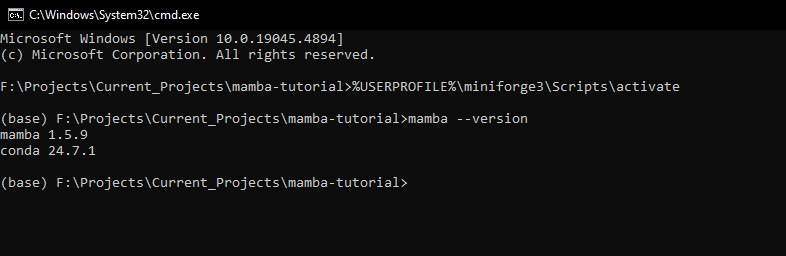 C:\Windows\System32\cmd.exe
Microsoft Windows [Version 10.0.19045.4894]
(c) Microsoft Corporation. All rights reserved.
F:\Projects\Current_Projects\mamba-tutorial>%USERPROFILE%\miniforge3\Scripts\activate
(base) F:\Projects\Current_Projects\mamba-tutorial>mamba --version
mamba 1.5.9
conda 24.7.1
(base) F:\Projects\Current_Projects\mamba-tutorial>